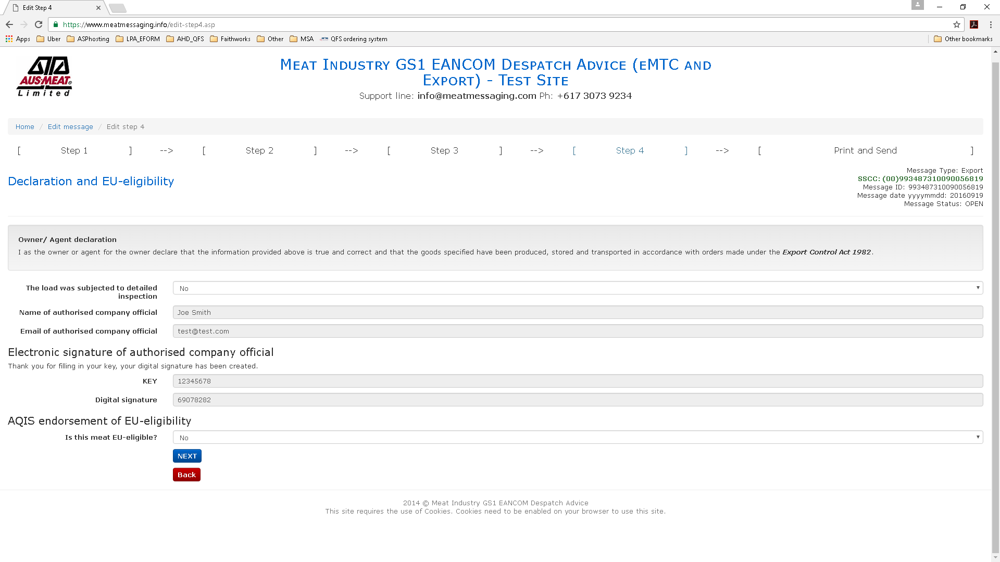 Edit Step 4
https://www.meatmessaging.info/edit-step4.asp
Apps Uber ASPhosting LPA_EFORM AHD_QFS Faithworks Other MSA QFS ordering system Other bookmarks
AUS-MEAT®
Limited
MEAT INDUSTRY GS1 EANCOM DESPATCH ADVICE (EMTC AND
EXPORT) - TEST SITE
Support line: info@meatmessaging.com Ph: +617 3073 9234
Home / Edit message / Edit step 4
[ Step 1 ] --> [ Step 2 ] --> [ Step 3 ] --> [ Step 4 ] --> [ Print and Send ]
Declaration and EU-eligibility
Message Type: Export
SSCC: (00)993487310090056819
Message ID: 993487310090056819
Message date yyyymmdd: 20160919
Message Status: OPEN
Owner/ Agent declaration
I as the owner or agent for the owner declare that the information provided above is true and correct and that the goods specified have been produced, stored and transported in accordance with orders made under the Export Control Act 1982.
The load was subjected to detailed
inspection
No
Name of authorised company official Joe Smith
Email of authorised company official test@test.com
Electronic signature of authorised company official
Thank you for filling in your key, your digital signature has been created.
KEY 12345678
Digital signature 69078282
AQIS endorsement of EU-eligibility
Is this meat EU-eligible? No
NEXT
Back
2014 © Meat Industry GS1 EANCOM Despatch Advice
This site requires the use of Cookies. Cookies need to be enabled on your browser to use this site.